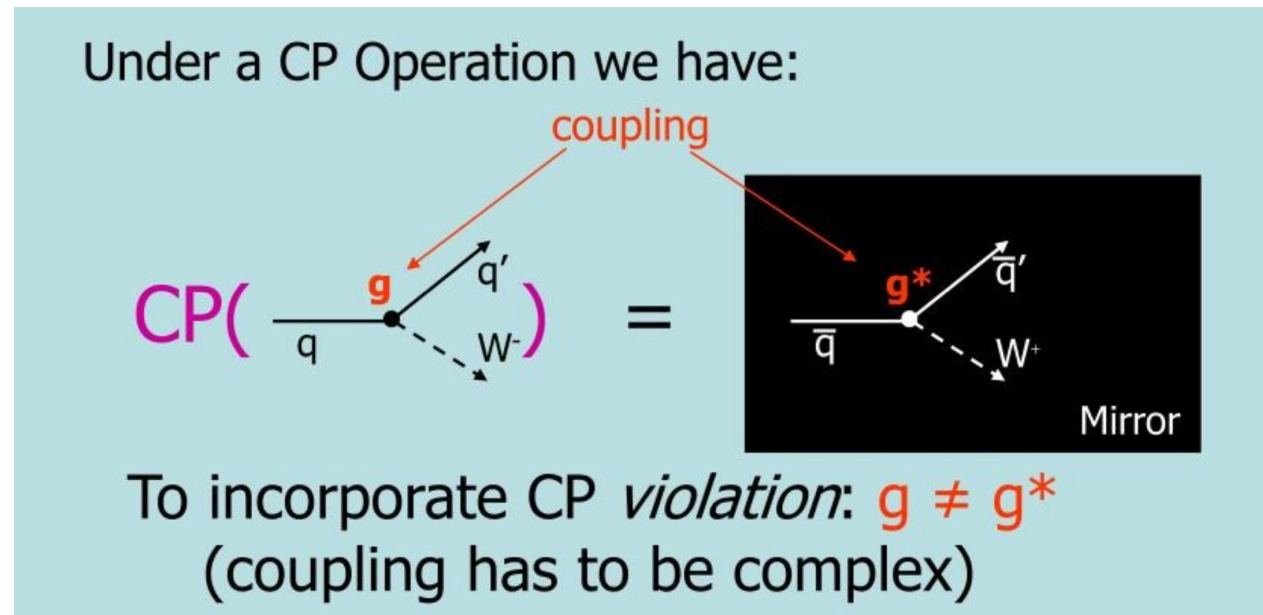 Under a CP Operation we have:
coupling
CP( q g q′ W⁻ ) = q̅ g* q̅′ W⁺
Mirror
To incorporate CP violation: g ≠ g*
(coupling has to be complex)